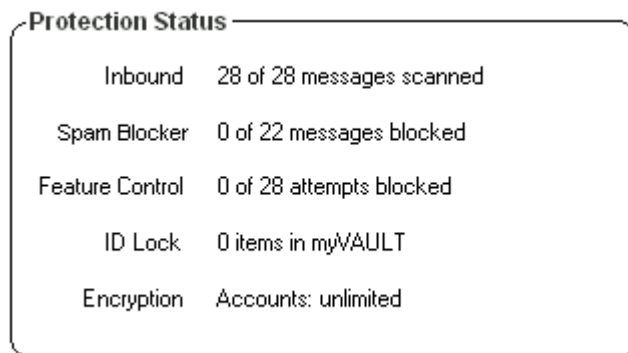 Protection Status
Inbound 28 of 28 messages scanned
Spam Blocker 0 of 22 messages blocked
Feature Control 0 of 28 attempts blocked
ID Lock 0 items in myVAULT
Encryption Accounts: unlimited